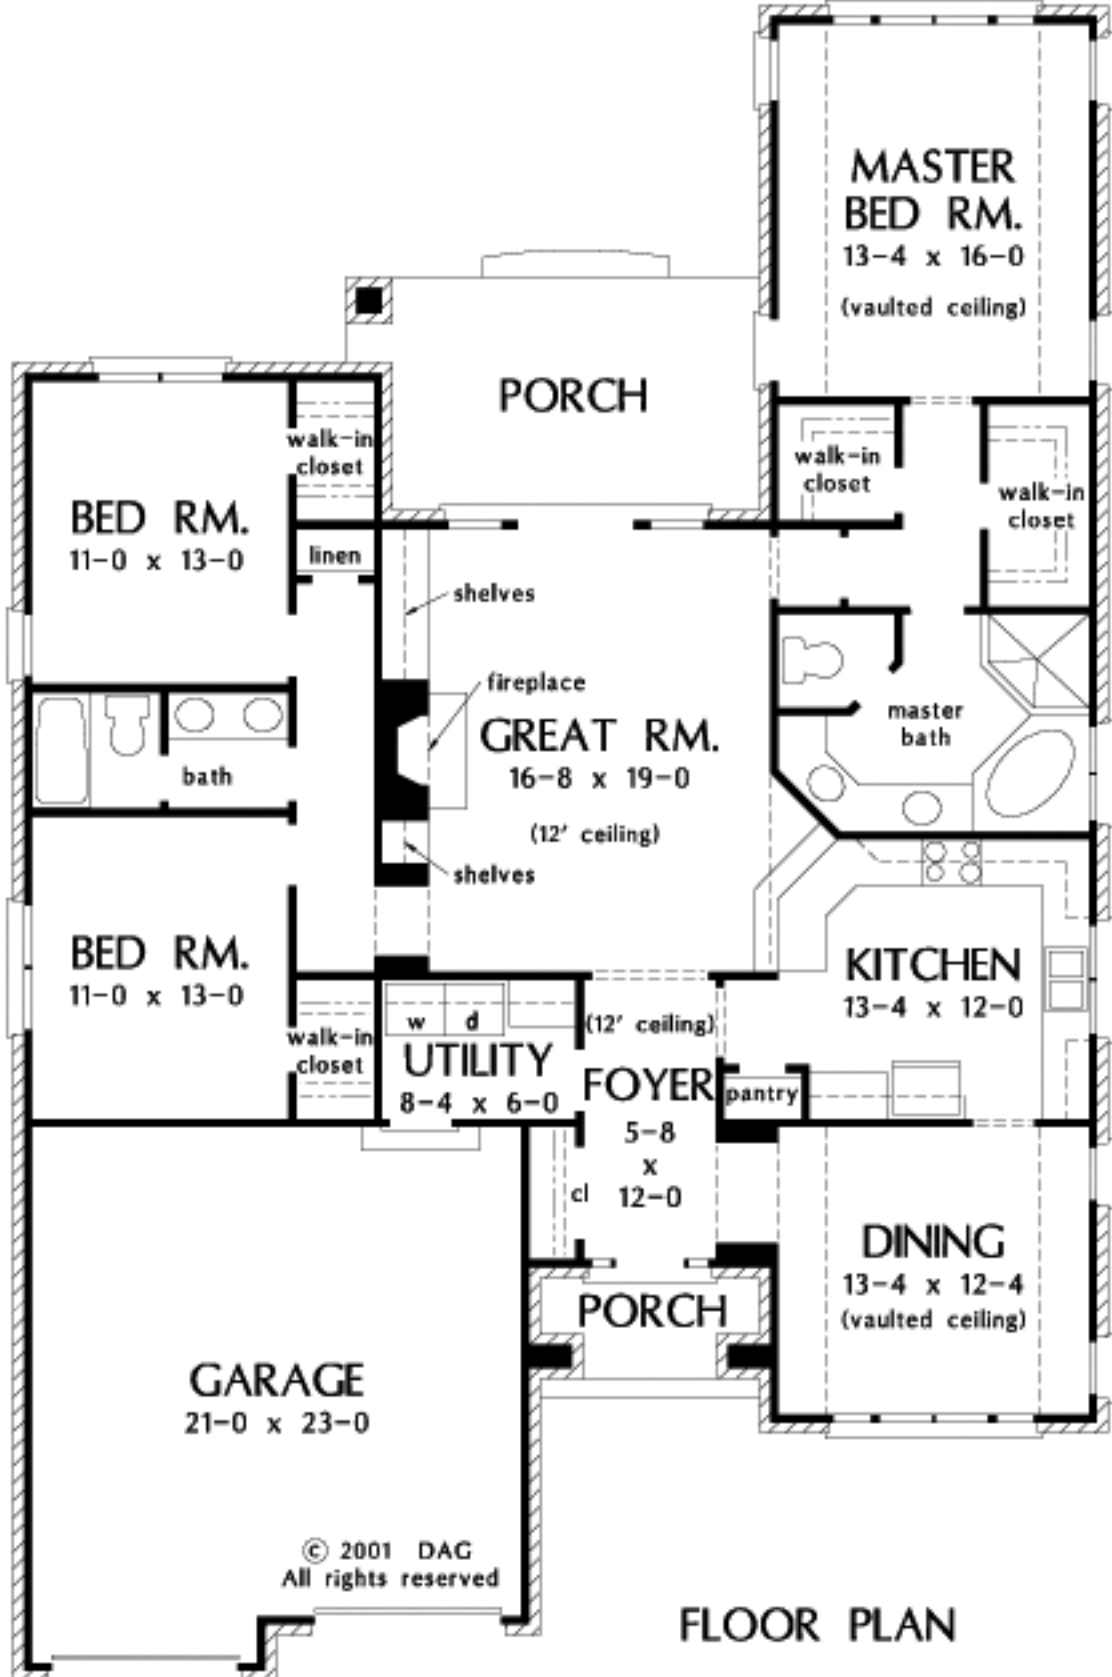 MASTER
BED RM.
13-4 x 16-0
(vaulted ceiling)
PORCH
walk-in
closet
walk-in
closet
walk-in
closet
BED RM.
11-0 x 13-0
linen
shelves
fireplace
GREAT RM.
16-8 x 19-0
(12' ceiling)
shelves
master
bath
bath
BED RM.
11-0 x 13-0
KITCHEN
13-4 x 12-0
walk-in
closet
w d
UTILITY
8-4 x 6-0
(12' ceiling)
FOYER
5-8
x
12-0
pantry
cl
DINING
13-4 x 12-4
(vaulted ceiling)
PORCH
GARAGE
21-0 x 23-0
© 2001 DAG
All rights reserved
FLOOR PLAN